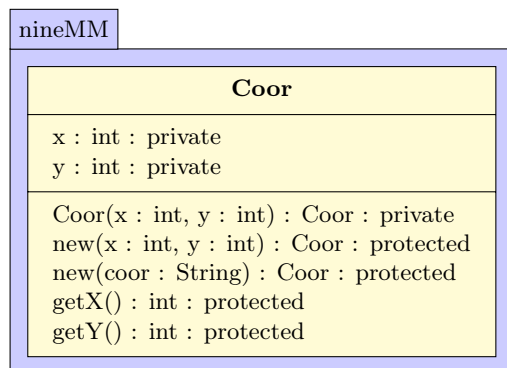 nineMM
Coor
x : int : private
y : int : private
Coor(x : int, y : int) : Coor : private
new(x : int, y : int) : Coor : protected
new(coor : String) : Coor : protected
getX() : int : protected
getY() : int : protected